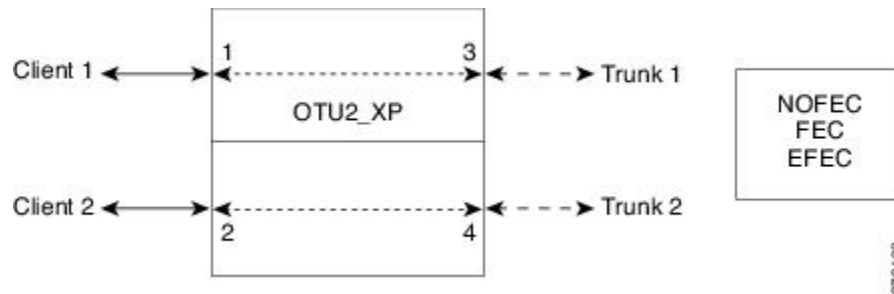 Client 1
1
3
Trunk 1
OTU2_XP
Client 2
2
4
Trunk 2
NOFEC
FEC
EFEC